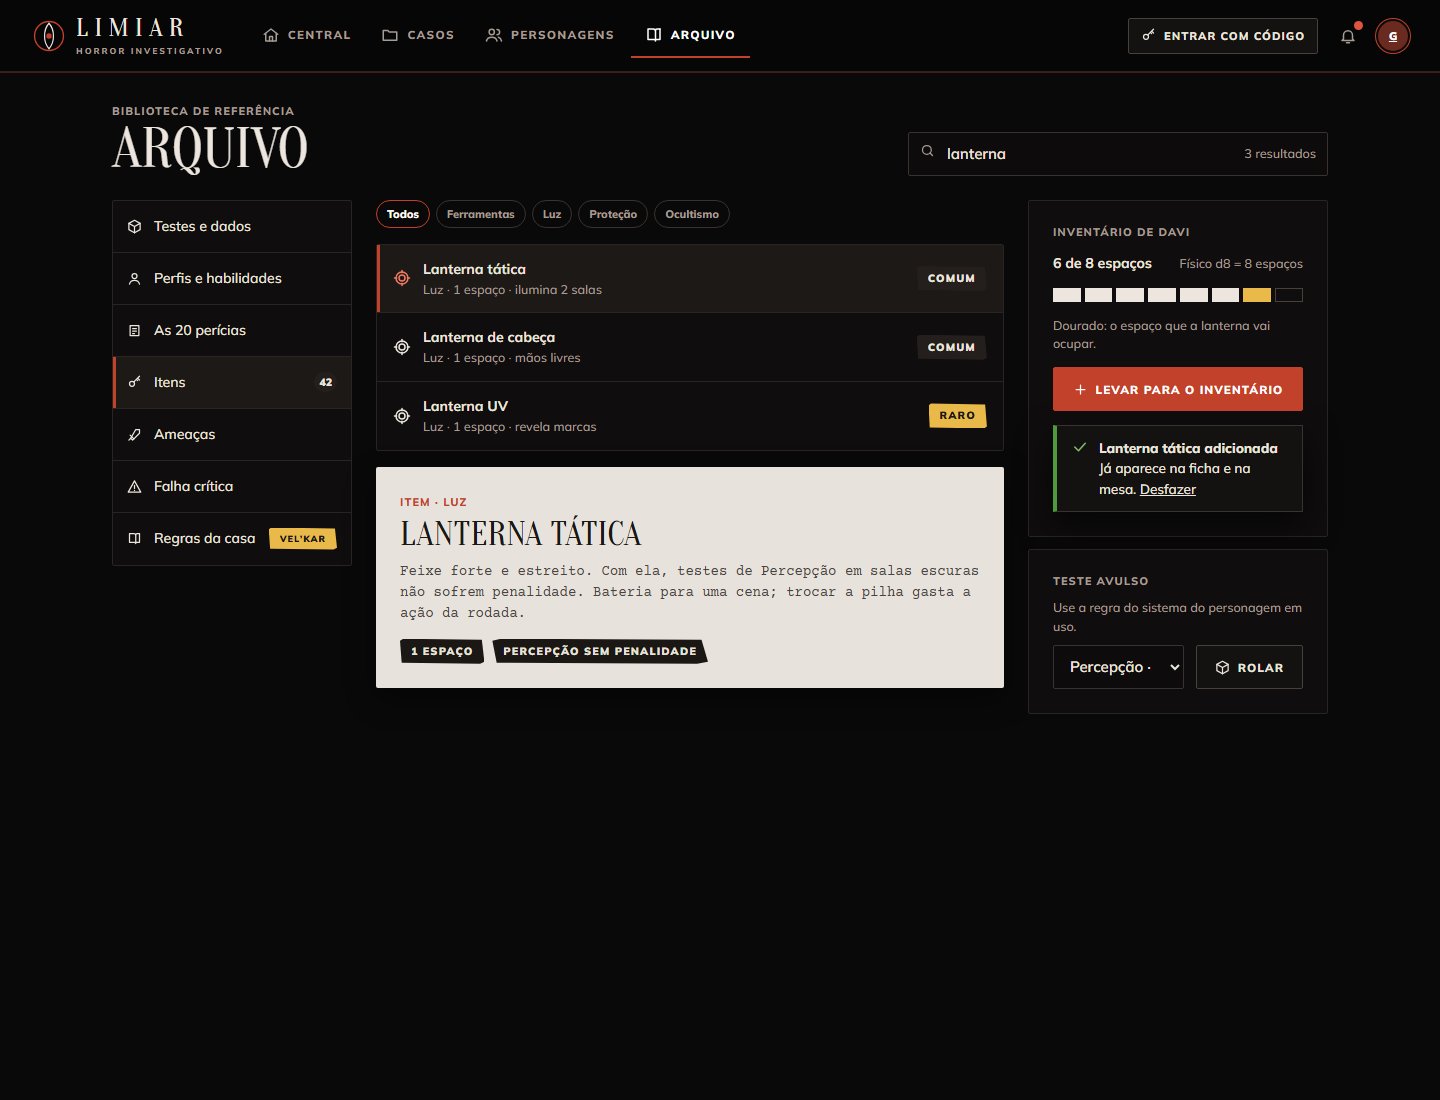 LIMIAR
HORROR INVESTIGATIVO
CENTRAL
CASOS
PERSONAGENS
ARQUIVO
ENTRAR COM CÓDIGO
G
BIBLIOTECA DE REFERÊNCIA
ARQUIVO
lanterna
3 resultados
Testes e dados
Perfis e habilidades
As 20 perícias
Itens
42
Ameaças
Falha crítica
Regras da casa
VEL'KAR
Todos
Ferramentas
Luz
Proteção
Ocultismo
Lanterna tática
Luz · 1 espaço · ilumina 2 salas
COMUM
Lanterna de cabeça
Luz · 1 espaço · mãos livres
COMUM
Lanterna UV
Luz · 1 espaço · revela marcas
RARO
ITEM · LUZ
LANTERNA TÁTICA
Feixe forte e estreito. Com ela, testes de Percepção em salas escuras
não sofrem penalidade. Bateria para uma cena; trocar a pilha gasta a
ação da rodada.
1 ESPAÇO
PERCEPÇÃO SEM PENALIDADE
INVENTÁRIO DE DAVI
6 de 8 espaços
Físico d8 = 8 espaços
Dourado: o espaço que a lanterna vai
ocupar.
LEVAR PARA O INVENTÁRIO
Lanterna tática adicionada
Já aparece na ficha e na
mesa. Desfazer
TESTE AVULSO
Use a regra do sistema do personagem em
uso.
Percepção ·
ROLAR